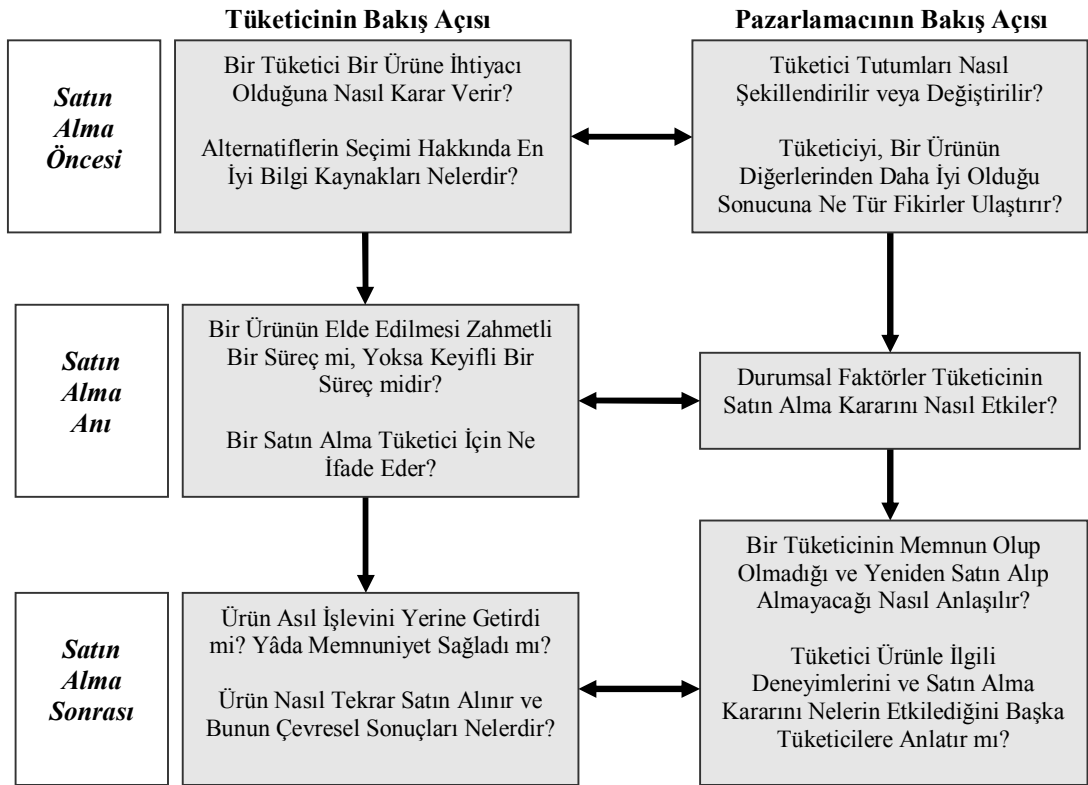 Tüketicinin Bakış Açısı
Pazarlamacının Bakış Açısı
Satın
Alma
Öncesi
Bir Tüketici Bir Ürüne İhtiyacı
Olduğuna Nasıl Karar Verir?
Alternatiflerin Seçimi Hakkında En
İyi Bilgi Kaynakları Nelerdir?
Tüketici Tutumları Nasıl
Şekillendirilir veya Değiştirilir?
Tüketiciyi, Bir Ürünün
Diğerlerinden Daha İyi Olduğu
Sonucuna Ne Tür Fikirler Ulaştırır?
Satın
Alma
Anı
Bir Ürünün Elde Edilmesi Zahmetli
Bir Süreç mi, Yoksa Keyifli Bir
Süreç midir?
Bir Satın Alma Tüketici İçin Ne
İfade Eder?
Durumsal Faktörler Tüketicinin
Satın Alma Kararını Nasıl Etkiler?
Satın
Alma
Sonrası
Ürün Asıl İşlevini Yerine Getirdi
mi? Yâda Memnuniyet Sağladı mı?
Ürün Nasıl Tekrar Satın Alınır ve
Bunun Çevresel Sonuçları Nelerdir?
Bir Tüketicinin Memnun Olup
Olmadığı ve Yeniden Satın Alıp
Almayacağı Nasıl Anlaşılır?
Tüketici Ürünle İlgili
Deneyimlerini ve Satın Alma
Kararını Nelerin Etkilediğini Başka
Tüketicilere Anlatır mı?